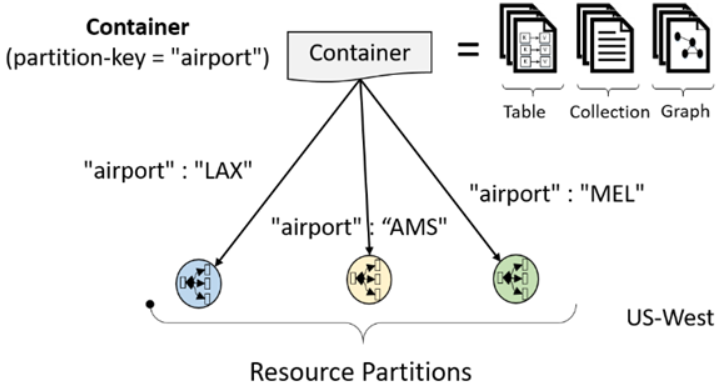 Container
(partition-key = "airport")
Container
=
Table
Collection
Graph
"airport" : "LAX"
"airport" : “AMS"
"airport" : "MEL"
US-West
Resource Partitions